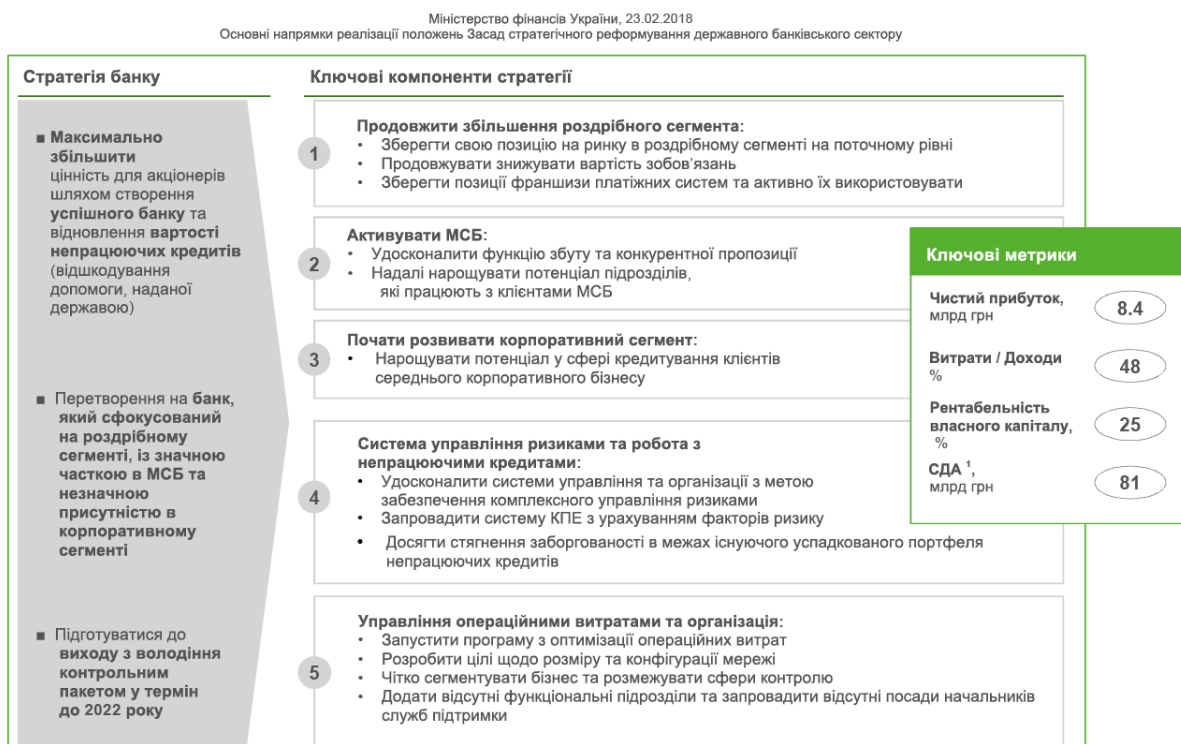 Міністерство фінансів України, 23.02.2018
Основні напрямки реалізації положень Засад стратегічного реформування державного банківського сектору
Стратегія банку
■ Максимально
збільшити
цінність для акціонерів
шляхом створення
успішного банку та
відновлення вартості
непрацюючих кредитів
(відшкодування
допомоги, наданої
державою)
■ Перетворення на банк,
який сфокусований
на роздрібному
сегменті, із значною
часткою в МСБ та
незначною
присутністю в
корпоративному
сегменті
■ Підготуватися до
виходу з володіння
контрольним
пакетом у термін
до 2022 року
Ключові компоненти стратегії
1
Продовжити збільшення роздрібного сегмента:
• Зберегти свою позицію на ринку в роздрібному сегменті на поточному рівні
• Продовжувати знижувати вартість зобов’язань
• Зберегти позиції франшизи платіжних систем та активно їх використовувати
2
Активувати МСБ:
• Удосконалити функцію збуту та конкурентної пропозиції
• Надалі нарощувати потенціал підрозділів,
які працюють з клієнтами МСБ
3
Почати розвивати корпоративний сегмент:
• Нарощувати потенціал у сфері кредитування клієнтів
середнього корпоративного бізнесу
4
Система управління ризиками та робота з
непрацюючими кредитами:
• Удосконалити системи управління та організації з метою
забезпечення комплексного управління ризиками
• Запровадити систему КПЕ з урахуванням факторів ризику
• Досягти стягнення заборгованості в межах існуючого успадкованого портфеля
непрацюючих кредитів
5
Управління операційними витратами та організація:
• Запустити програму з оптимізації операційних витрат
• Розробити цілі щодо розміру та конфігурації мережі
• Чітко сегментувати бізнес та розмежувати сфери контролю
• Додати відсутні функціональні підрозділи та запровадити відсутні посади начальників
служб підтримки
Ключові метрики
Чистий прибуток,
млрд грн
8.4
Витрати / Доходи
%
48
Рентабельність
власного капіталу,
%
25
СДА ¹,
млрд грн
81